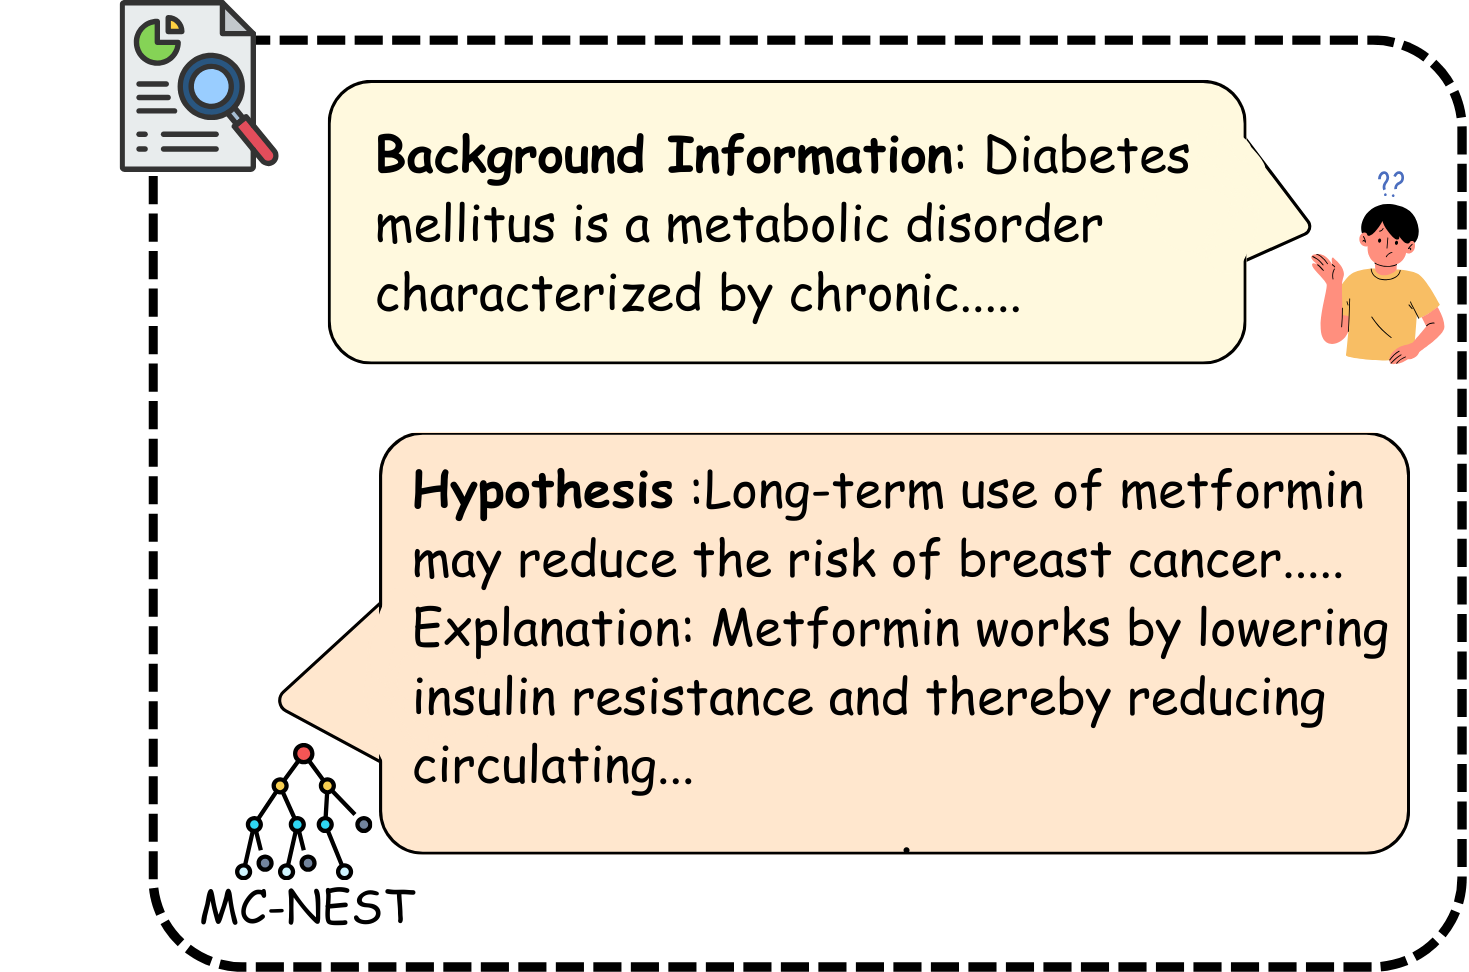 Background Information: Diabetes
mellitus is a metabolic disorder
characterized by chronic.....
??
Hypothesis :Long-term use of metformin
may reduce the risk of breast cancer.....
Explanation: Metformin works by lowering
insulin resistance and thereby reducing
circulating...
.
MC-NEST